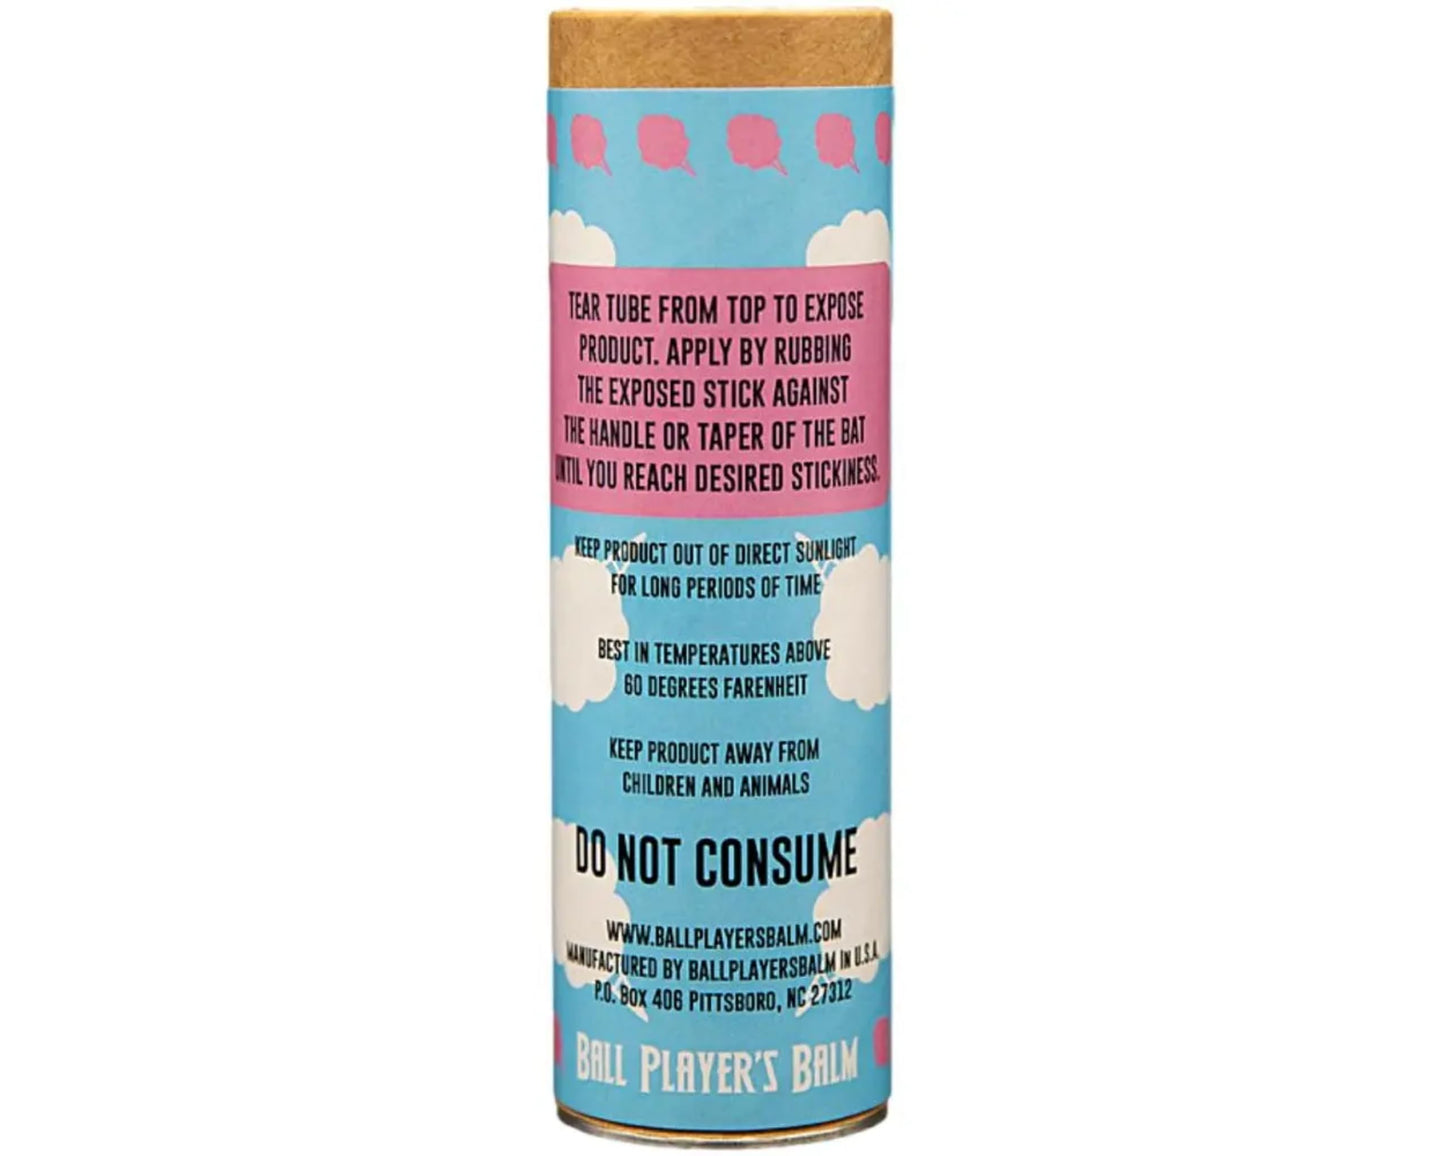 TEAR TUBE FROM TOP TO EXPOSE
PRODUCT. APPLY BY RUBBING
THE EXPOSED STICK AGAINST
THE HANDLE OR TAPER OF THE BAT
UNTIL YOU REACH DESIRED STICKINESS.
KEEP PRODUCT OUT OF DIRECT SUNLIGHT
FOR LONG PERIODS OF TIME
BEST IN TEMPERATURES ABOVE
60 DEGREES FARENHEIT
KEEP PRODUCT AWAY FROM
CHILDREN AND ANIMALS
DO NOT CONSUME
WWW.BALLPLAYERSBALM.COM
MANUFACTURED BY BALLPLAYERSBALM IN U.S.A.
P.O. BOX 406 PITTSBORO, NC 27312
BALL PLAYER'S BALM